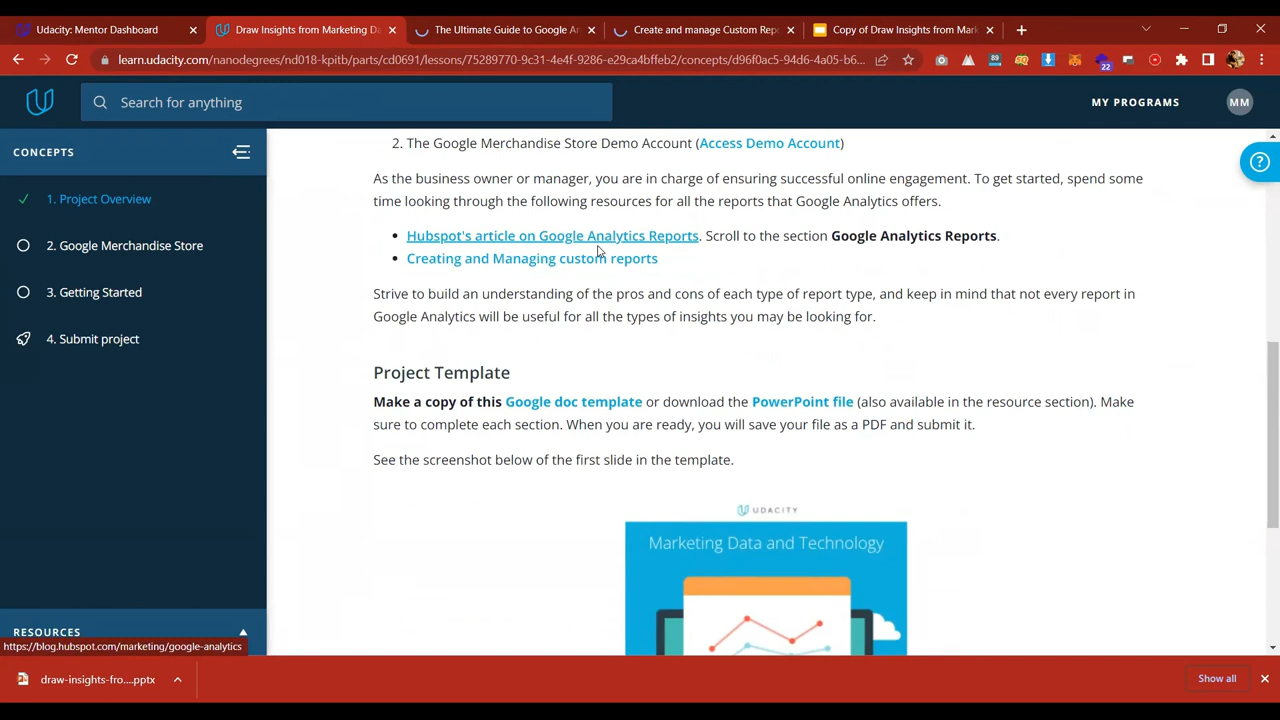 Udacity: Mentor Dashboard
Draw Insights from Marketing Da
The Ultimate Guide to Google An
Create and manage Custom Rep
Copy of Draw Insights from Mark
learn.udacity.com/nanodegrees/nd018-kpitb/parts/cd0691/lessons/75289770-9c31-4e4f-9286-e29ca4bffeb2/concepts/d96f0ac5-94d6-4a05-b6...
22
Search for anything
MY PROGRAMS
MM
CONCEPTS
1. Project Overview
2. Google Merchandise Store
3. Getting Started
4. Submit project
RESOURCES
2. The Google Merchandise Store Demo Account (Access Demo Account)
As the business owner or manager, you are in charge of ensuring successful online engagement. To get started, spend some
time looking through the following resources for all the reports that Google Analytics offers.
• Hubspot's article on Google Analytics Reports. Scroll to the section Google Analytics Reports.
• Creating and Managing custom reports
Strive to build an understanding of the pros and cons of each type of report type, and keep in mind that not every report in
Google Analytics will be useful for all the types of insights you may be looking for.
Project Template
Make a copy of this Google doc template or download the PowerPoint file (also available in the resource section). Make
sure to complete each section. When you are ready, you will save your file as a PDF and submit it.
See the screenshot below of the first slide in the template.
UDACITY
Marketing Data and Technology
https://blog.hubspot.com/marketing/google-analytics
draw-insights-fro....pptx
Show all